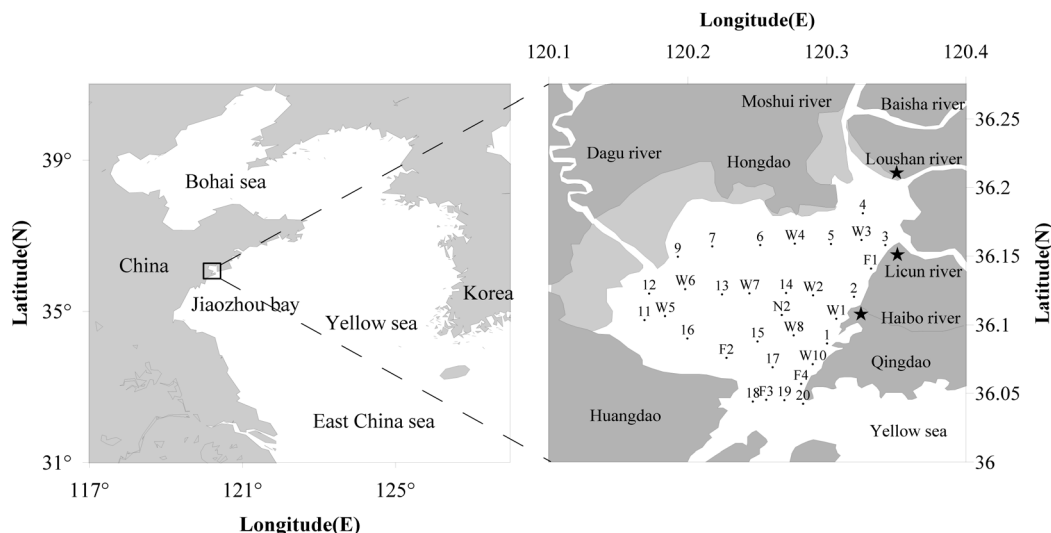 Longitude(E)
120.1 120.2 120.3 120.4
39°
35°
31°
Latitude(N)
Bohai sea
China
Jiaozhou bay
Korea
Yellow sea
East China sea
117° 121° 125°
Longitude(E)
Moshui river
Baisha river
Dagu river
Hongdao
Loushan river
4
9 7 6 W4 5 W3 3
F1
Licun river
12 W6 13 W7 14 W2 2
11 W5 N2 W1
Haibo river
16 15 W8 1
F2 17 W10
Qingdao
F4
18 F3 19 20
Huangdao
Yellow sea
36.25
36.2
36.15
36.1
36.05
36
Latitude(N)